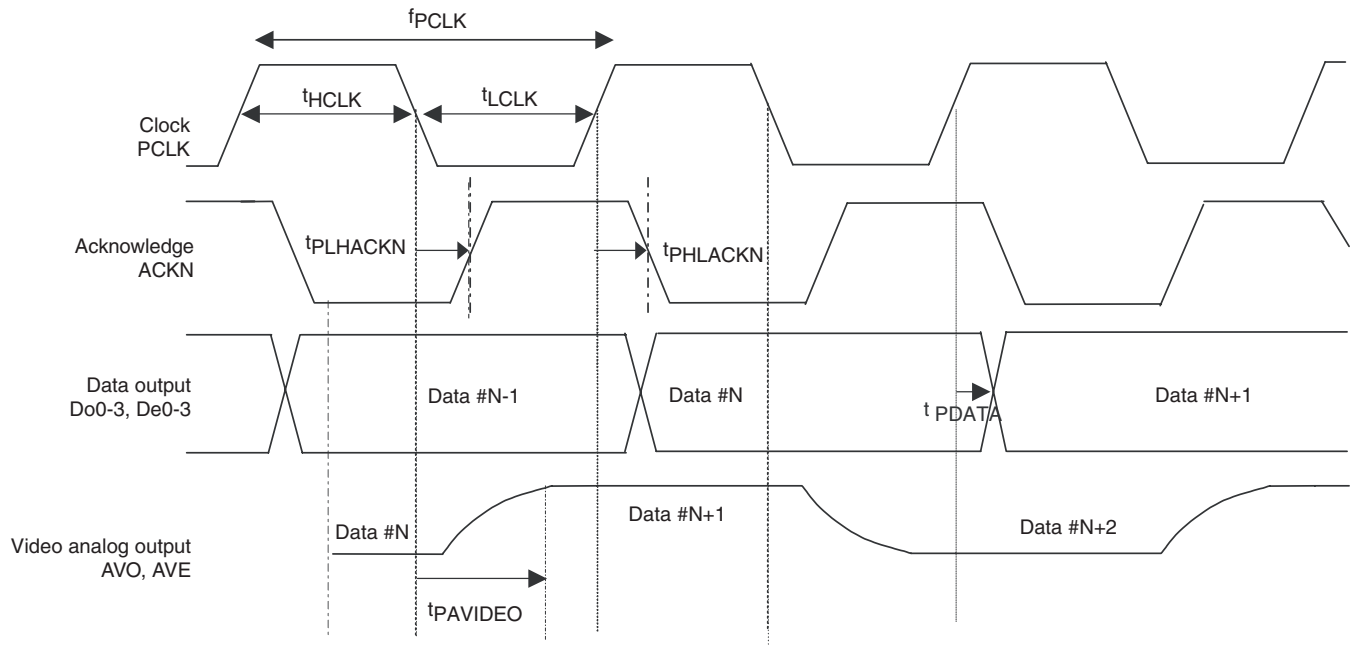 fPCLK
tHCLK
tLCLK
Clock
PCLK
Acknowledge
ACKN
tPLHACKN
tPHLACKN
Data output
Do0-3, De0-3
Data #N-1
Data #N
t PDATA
Data #N+1
Video analog output
AVO, AVE
Data #N
Data #N+1
Data #N+2
tPAVIDEO